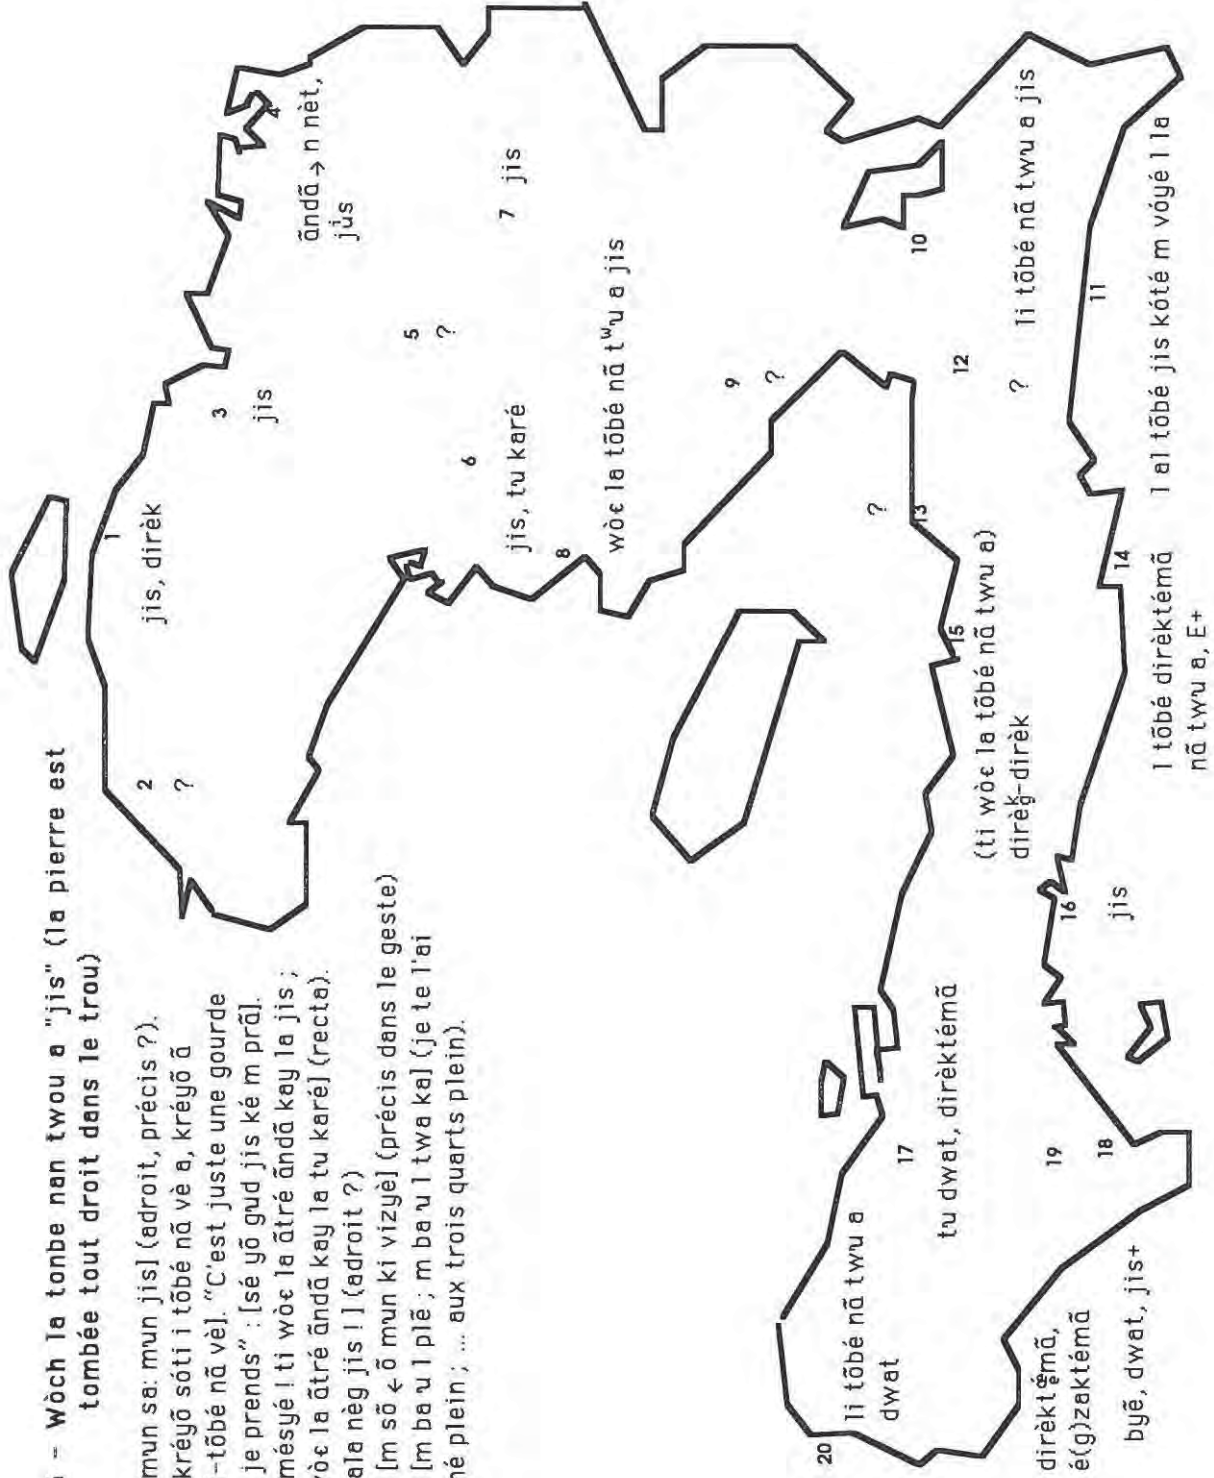 – Wòch la tonbe nan twou a "jis" (la pierre est
tombée tout droit dans le trou)
mun sa: mun jis] (adroit, précis ?).
kréyõ sóti i tõbé nã vè a, kréyõ ã
-tõbé nã vè]. "C'est juste une gourde
je prends" : [sé yõ gud jis ké m prã].
mésyé ! ti wòɛ la ãtré ãndã kay la jis ;
wòɛ la ãtré ãndã kay la tu karé] (recta).
ala nèg jis ! ] (adroit ?)
[m sõ ← õ mun ki vizyè] (précis dans le geste)
[m ba u l plẽ ; m ba u l twa ka] (je te l'ai
né plein ; ... aux trois quarts plein).
1
jis, dirèk
2
?
3
jis
4
ãndã → n nèt,
jis
5
?
6
jis, tu karé
7 jis
8
wòɛ la tõbé nã tʷu a jis
9
?
10
li tõbé nã twu a jis
11
l al tõbé jis kóté m vóyé l la
12
?
13
?
14
l tõbé dirèktémã
nã twu a, E+
15
(ti wòɛ la tõbé nã twu a)
dirèg-dirèk
16
jis
17
tu dwat, dirèktémã
18
byẽ, dwat, jis+
19
dirèktémã,
é(g)zaktémã
20
li tõbé nã twu a
dwat